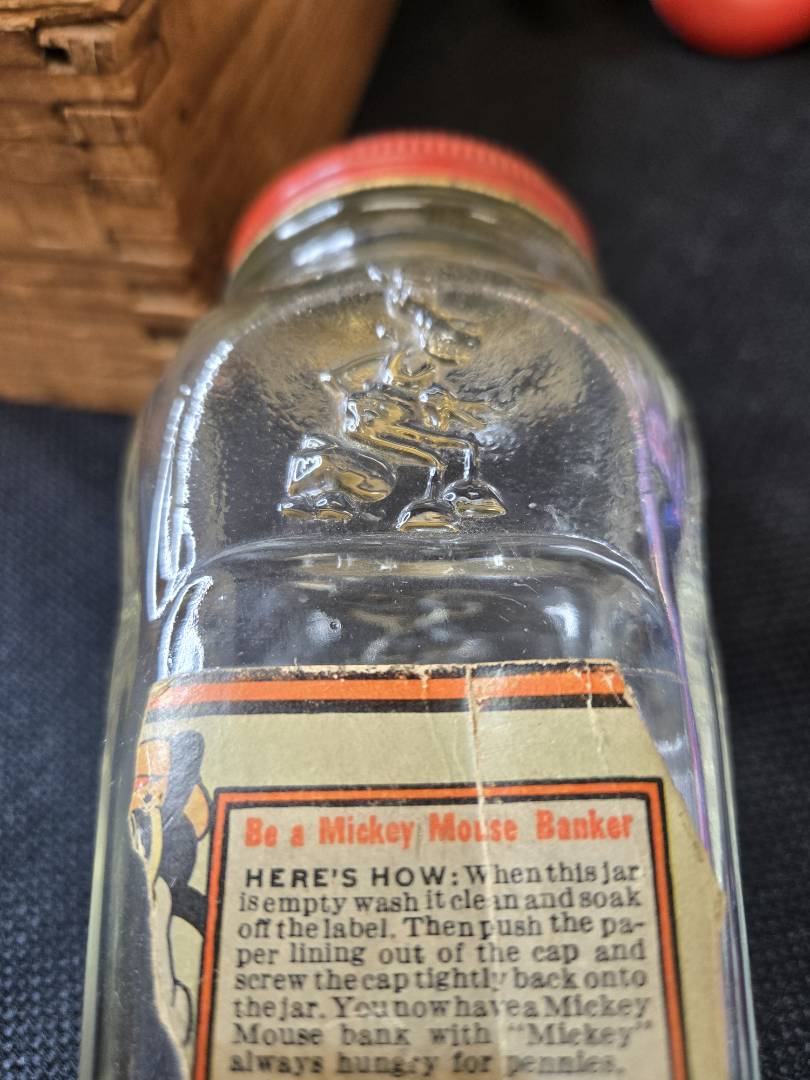 Be a Mickey Mouse Banker
HERE'S HOW: When this jar
is empty wash it clean and soak
off the label. Then push the pa-
per lining out of the cap and
screw the cap tightly back onto
the jar. You now have a Mickey
Mouse bank with "Mickey"
always hungry for pennies.